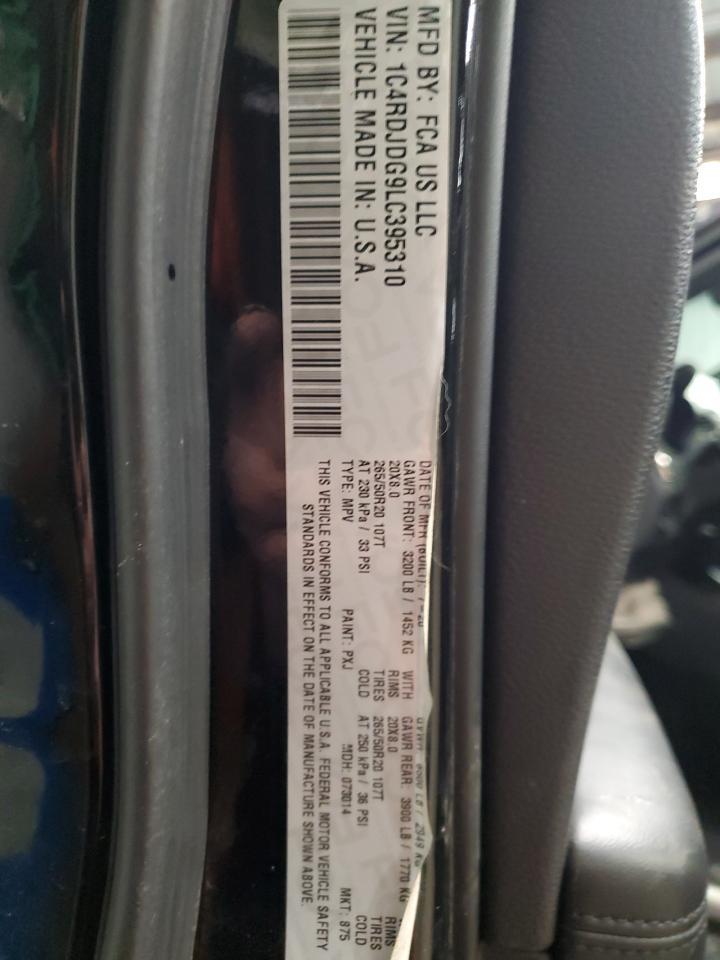 MFD BY: FCA US LLC
VIN: 1C4RDJDG9LC395310
VEHICLE MADE IN: U.S.A.
DATE OF MFR (BUILT):
GAWR FRONT: 3200 LB / 1452 KG WITH GAWR REAR: 3900 LB / 1770 KG
20X8.0 RIMS 20X8.0 RIMS
265/50R20 107T TIRES 265/50R20 107T TIRES
AT 230 kPa / 33 PSI COLD AT 250 kPa / 36 PSI COLD
TYPE: MPV PAINT: PXJ MDH: 073014 MKT: 875
THIS VEHICLE CONFORMS TO ALL APPLICABLE U.S.A. FEDERAL MOTOR VEHICLE SAFETY
STANDARDS IN EFFECT ON THE DATE OF MANUFACTURE SHOWN ABOVE.